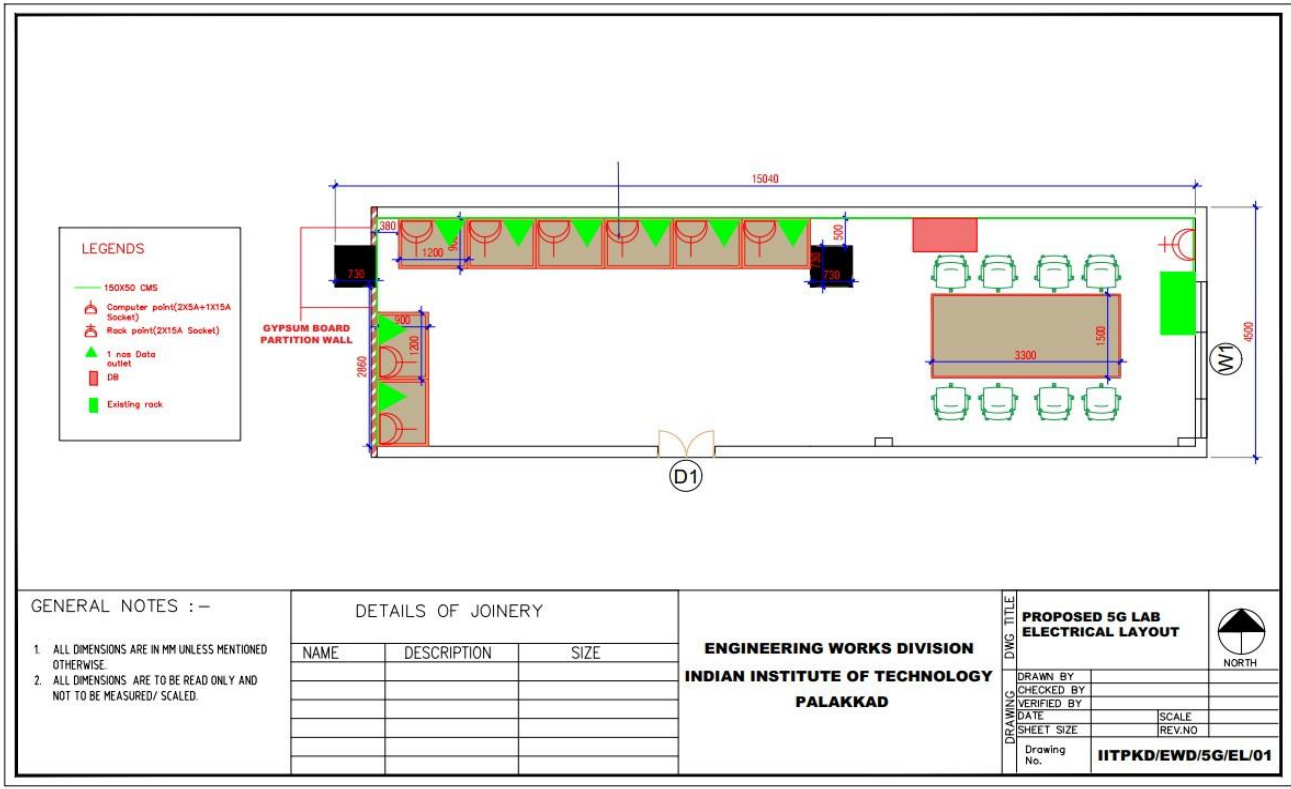 15040
380
1200
900
500
730
730
730
LEGENDS
150X50 CMS
Computer point(2X5A+1X15A
Socket)
Rack point(2X15A Socket)
1 nos Data
outlet
DB
Existing rack
GYPSUM BOARD
PARTITION WALL
900
1200
2860
3300
1500
4500
W1
D1
GENERAL NOTES :-
1. ALL DIMENSIONS ARE IN MM UNLESS MENTIONED
OTHERWISE.
2. ALL DIMENSIONS ARE TO BE READ ONLY AND
NOT TO BE MEASURED/ SCALED.
DETAILS OF JOINERY
NAME DESCRIPTION SIZE
ENGINEERING WORKS DIVISION
INDIAN INSTITUTE OF TECHNOLOGY
PALAKKAD
DWG TITLE
PROPOSED 5G LAB
ELECTRICAL LAYOUT
NORTH
DRAWING
DRAWN BY
CHECKED BY
VERIFIED BY
DATE SCALE
SHEET SIZE REV.NO
Drawing
No.
IITPKD/EWD/5G/EL/01